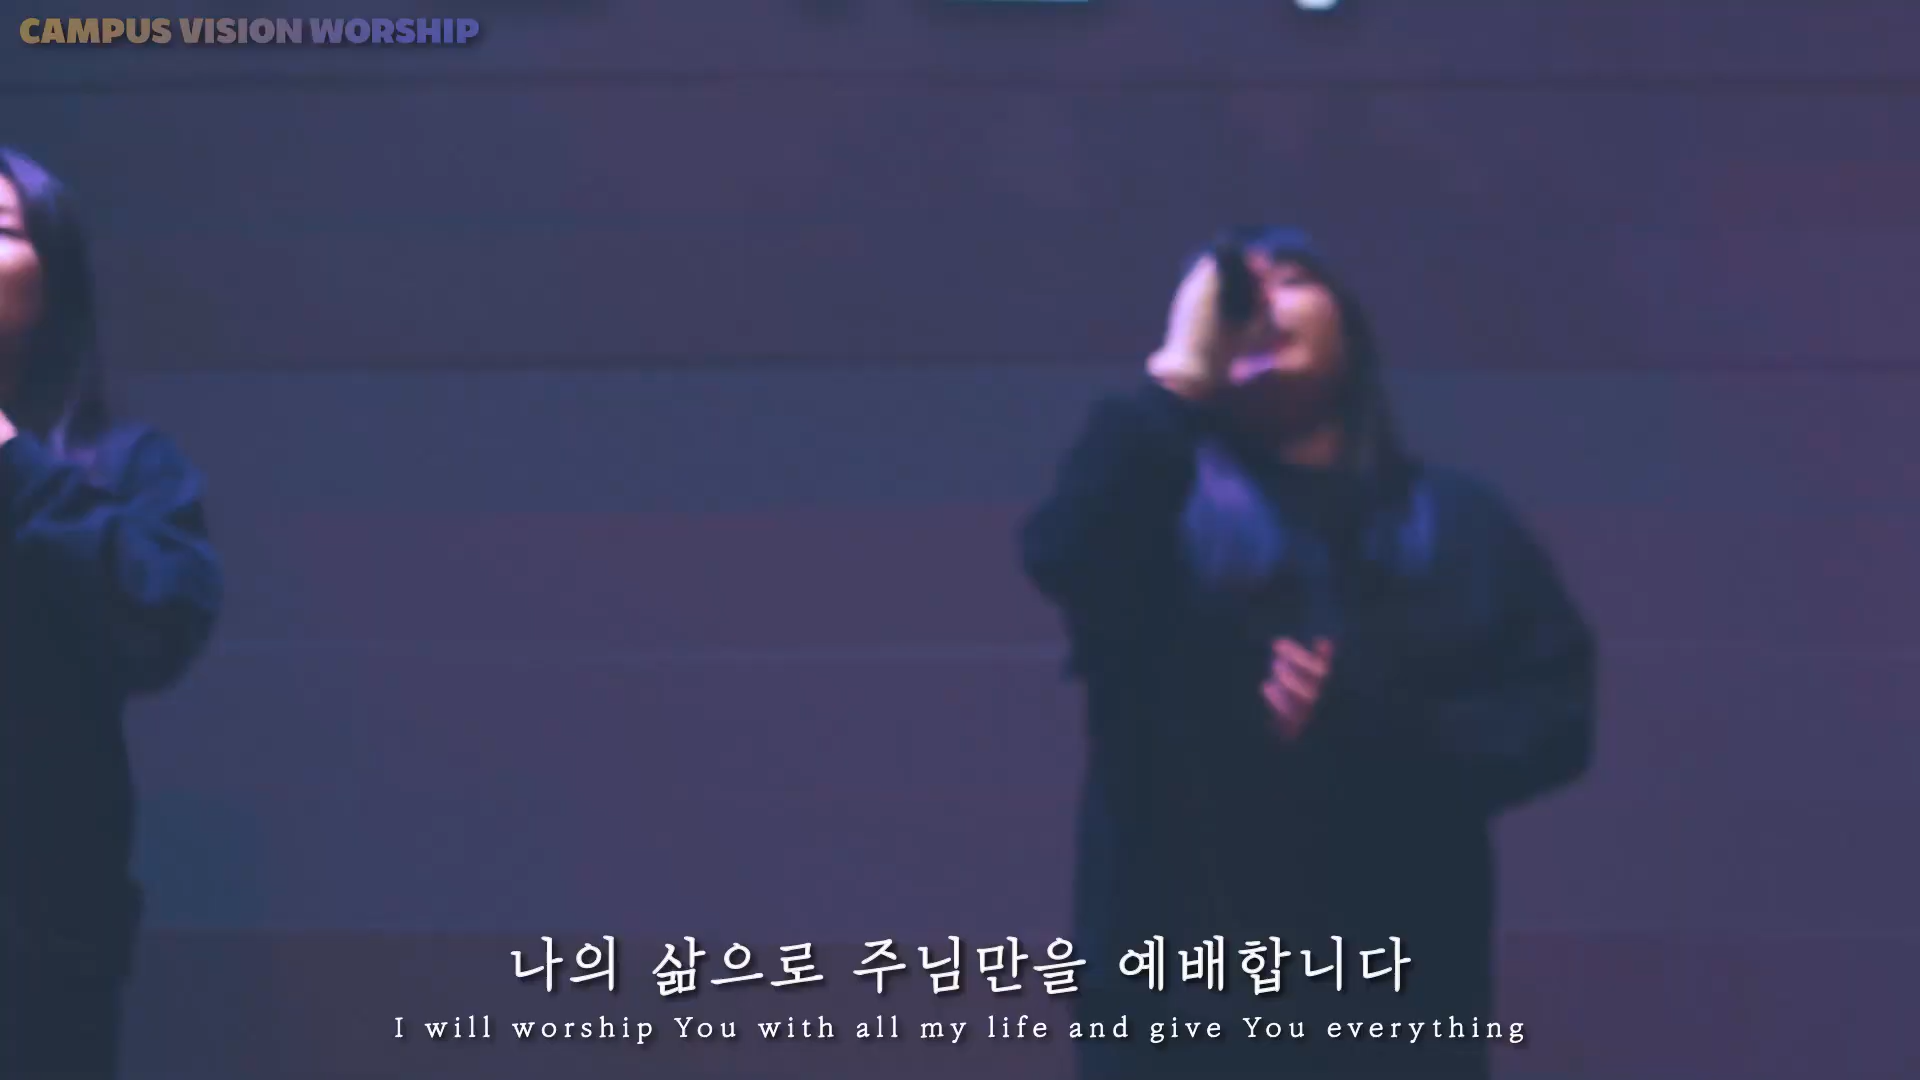 CAMPUS VISION WORSHIP
나의 삶으로 주님만을 예배합니다
I will worship You with all my life and give You everything